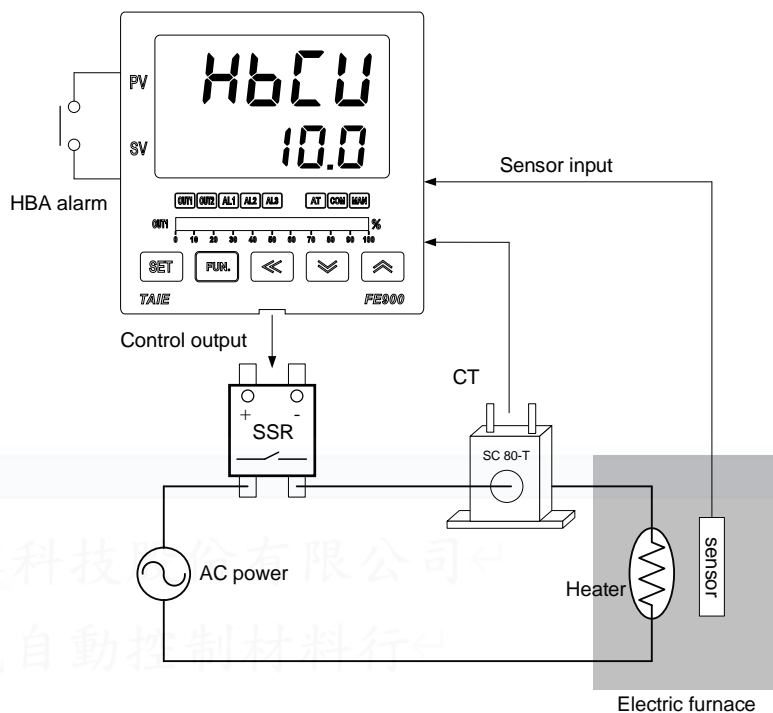 HbCU
PV
10.0
SV
Sensor input
HBA alarm
OUT1 OUT2 AL1 AL2 AL3 AT COM MAN
OUT1 %
0 10 20 30 40 50 60 70 80 90 100
SET FUN.
TAIE FE900
Control output
CT
+ -
SSR
SC 80-T
sensor
科技股份有限公司
AC power
Heater
自動控制材料行
Electric furnace